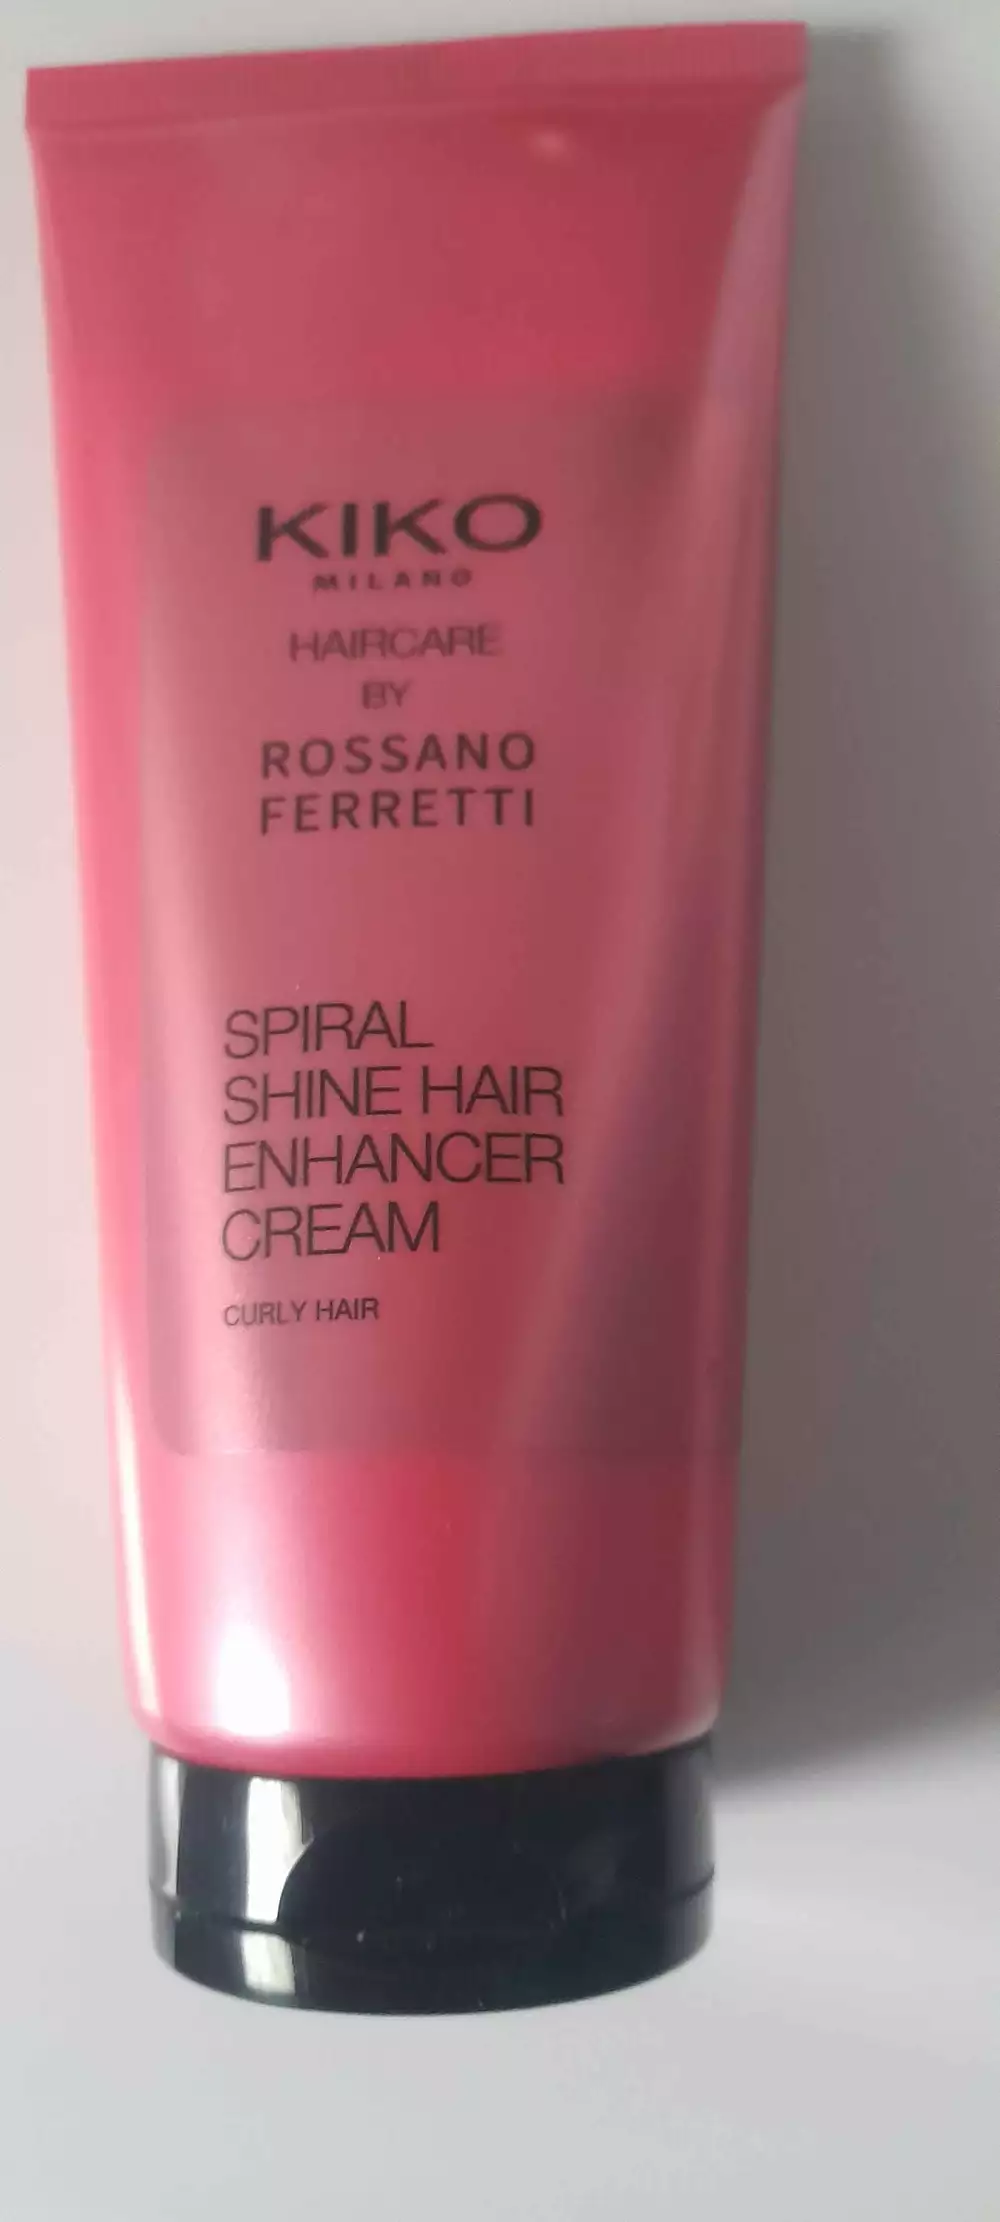 KIKO
MILANO
HAIRCARE
BY
ROSSANO
FERRETTI
SPIRAL
SHINE HAIR
ENHANCER
CREAM
CURLY HAIR